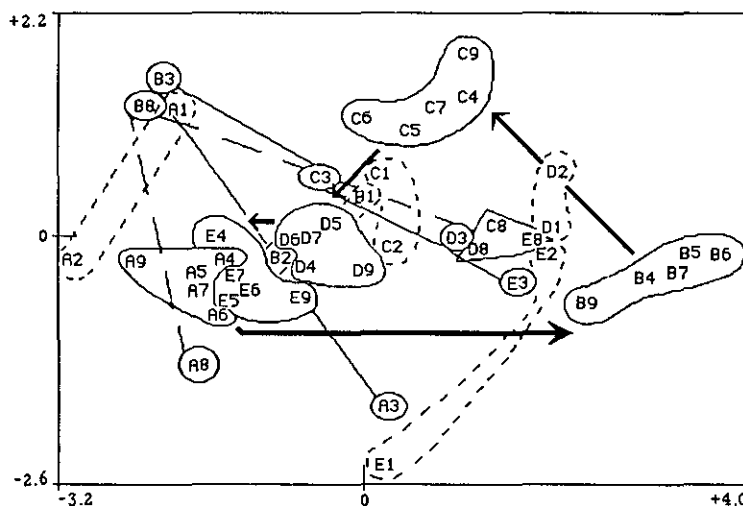 +2.2
C9
B3
C4
B8 A1
C7
C6
C5
C1
D2
C3
B1
D5
C8
D1
0 E4 D6 D7 C2 D3 D8 E8
A2 A9 A4 B2 E2 B5 B6
A5 E7 D4 D9 B4 B7
A7 E6 E3
E5 E9 B9
A6
A8
A3
E1
-2.6
-3.2 0 +4.0